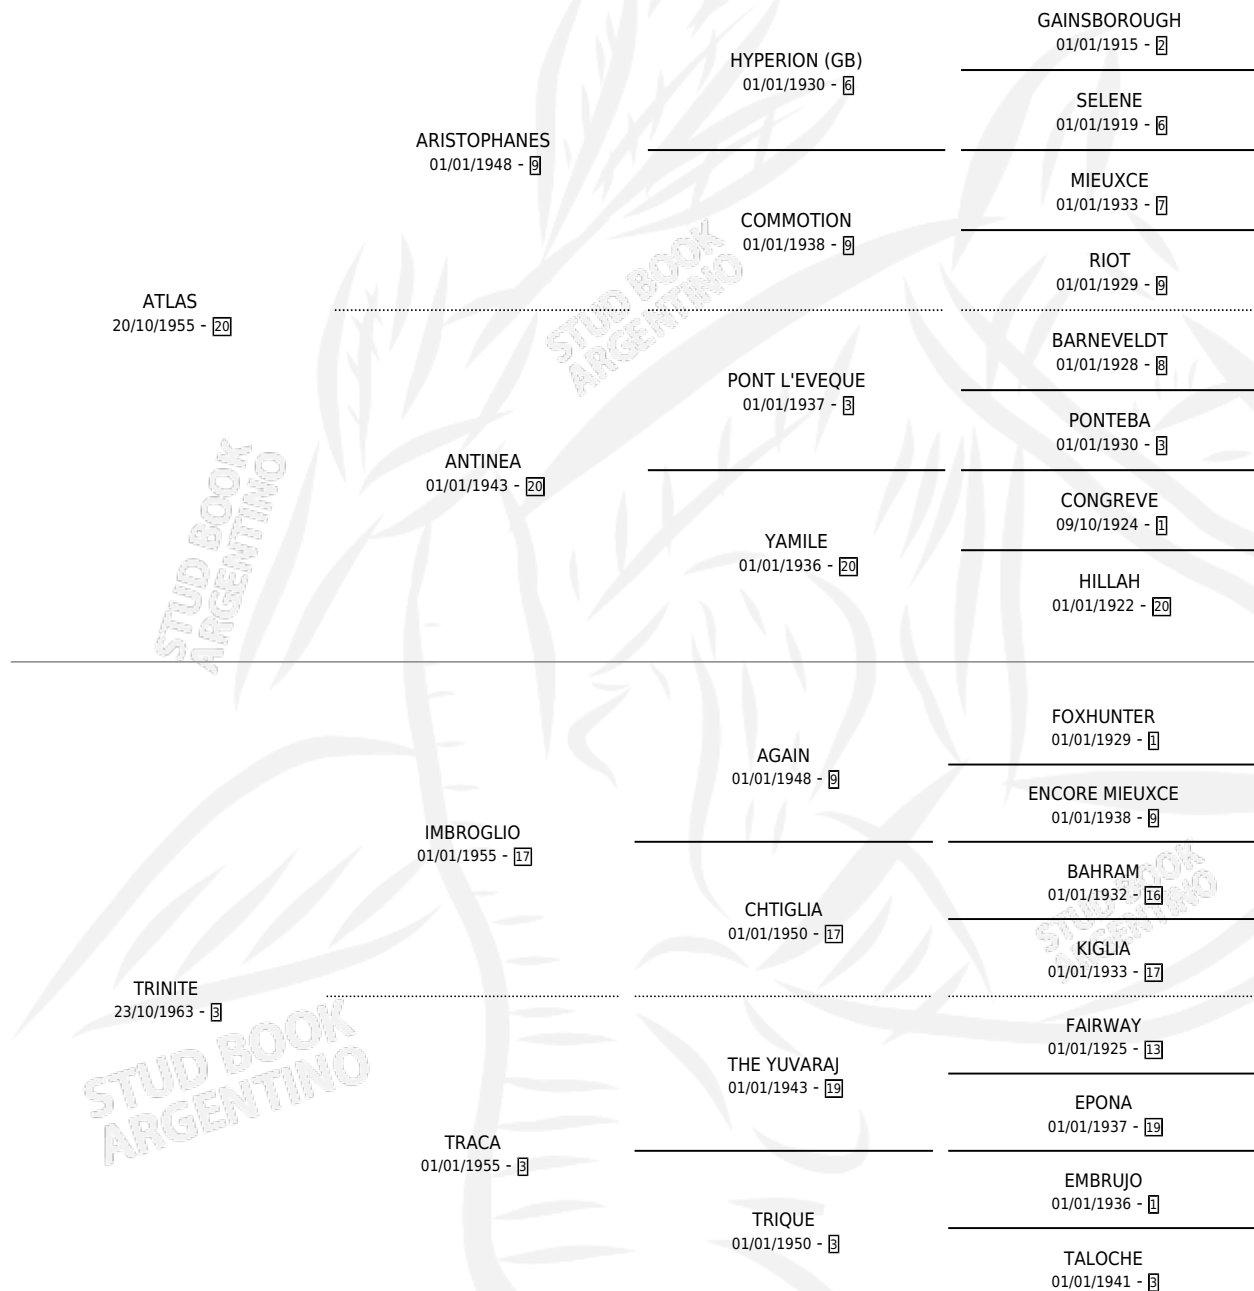 GAINSBOROUGH
01/01/1915 - 2
HYPERION (GB)
01/01/1930 - 6
SELENE
01/01/1919 - 6
ARISTOPHANES
01/01/1948 - 9
MIEUXCE
01/01/1933 - 7
COMMOTION
01/01/1938 - 9
RIOT
01/01/1929 - 9
ATLAS
20/10/1955 - 20
BARNEVELDT
01/01/1928 - 8
PONT L'EVEQUE
01/01/1937 - 3
PONTEBA
01/01/1930 - 3
ANTINEA
01/01/1943 - 20
CONGREVE
09/10/1924 - 1
YAMILE
01/01/1936 - 20
HILLAH
01/01/1922 - 20
FOXHUNTER
01/01/1929 - 1
AGAIN
01/01/1948 - 9
ENCORE MIEUXCE
01/01/1938 - 9
IMBROGLIO
01/01/1955 - 17
BAHRAM
01/01/1932 - 16
CHTIGLIA
01/01/1950 - 17
KIGLIA
01/01/1933 - 17
TRINITE
23/10/1963 - 3
FAIRWAY
01/01/1925 - 13
THE YUVARAJ
01/01/1943 - 19
EPONA
01/01/1937 - 19
TRACA
01/01/1955 - 3
EMBRUJO
01/01/1936 - 1
TRIQUE
01/01/1950 - 3
TALOCHE
01/01/1941 - 3
STUD BOOK
ARGENTINO
STUD BOOK
ARGENTINO
STUD BOOK
ARGENTINO
STUD BOOK
ARGENTINO